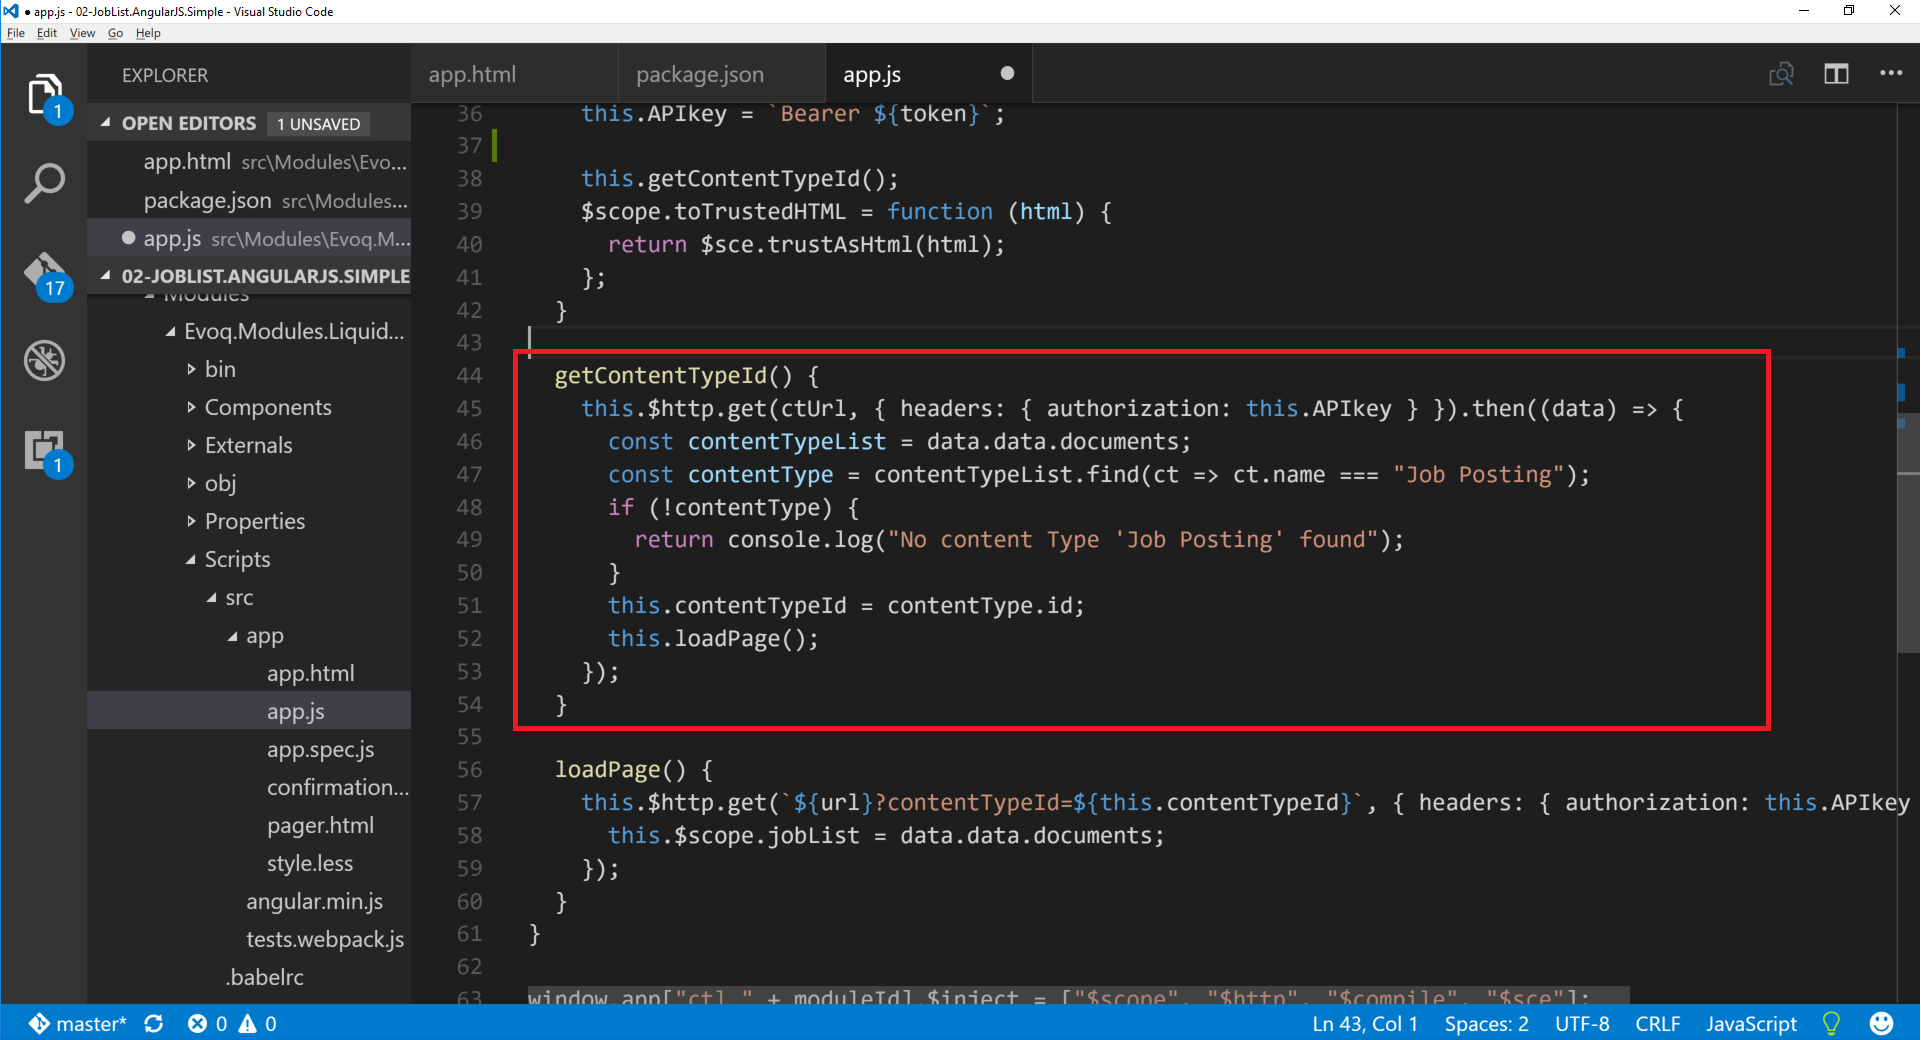 app.js - 02-JobList.AngularJS.Simple - Visual Studio Code
File Edit View Go Help
EXPLORER
app.html package.json app.js
1
OPEN EDITORS 1 UNSAVED
app.html src\Modules\Evo...
package.json src\Modules...
app.js src\Modules\Evoq.M...
02-JOBLIST.ANGULARJS.SIMPLE
17
Modules
Evoq.Modules.Liquid...
bin
Components
Externals
1
obj
Properties
Scripts
src
app
app.html
app.js
app.spec.js
confirmation...
pager.html
style.less
angular.min.js
tests.webpack.js
.babelrc
36 this.APIkey = `Bearer ${token}`;
37
38 this.getContentTypeId();
39 $scope.toTrustedHTML = function (html) {
40 return $sce.trustAsHtml(html);
41 };
42 }
43
44 getContentTypeId() {
45 this.$http.get(ctUrl, { headers: { authorization: this.APIkey } }).then((data) => {
46 const contentTypeList = data.data.documents;
47 const contentType = contentTypeList.find(ct => ct.name === "Job Posting");
48 if (!contentType) {
49 return console.log("No content Type 'Job Posting' found");
50 }
51 this.contentTypeId = contentType.id;
52 this.loadPage();
53 });
54 }
55
56 loadPage() {
57 this.$http.get(`${url}?contentTypeId=${this.contentTypeId}`, { headers: { authorization: this.APIkey
58 this.$scope.jobList = data.data.documents;
59 });
60 }
61 }
62
63 window.app["ctl_" + moduleId].$inject = ["$scope", "$http", "$compile", "$sce"];
master* 0 0 Ln 43, Col 1 Spaces: 2 UTF-8 CRLF JavaScript